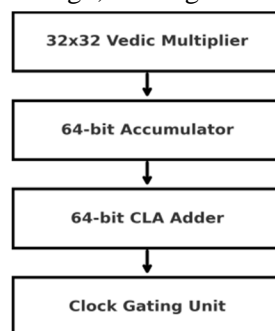 32x32 Vedic Multiplier
64-bit Accumulator
64-bit CLA Adder
Clock Gating Unit